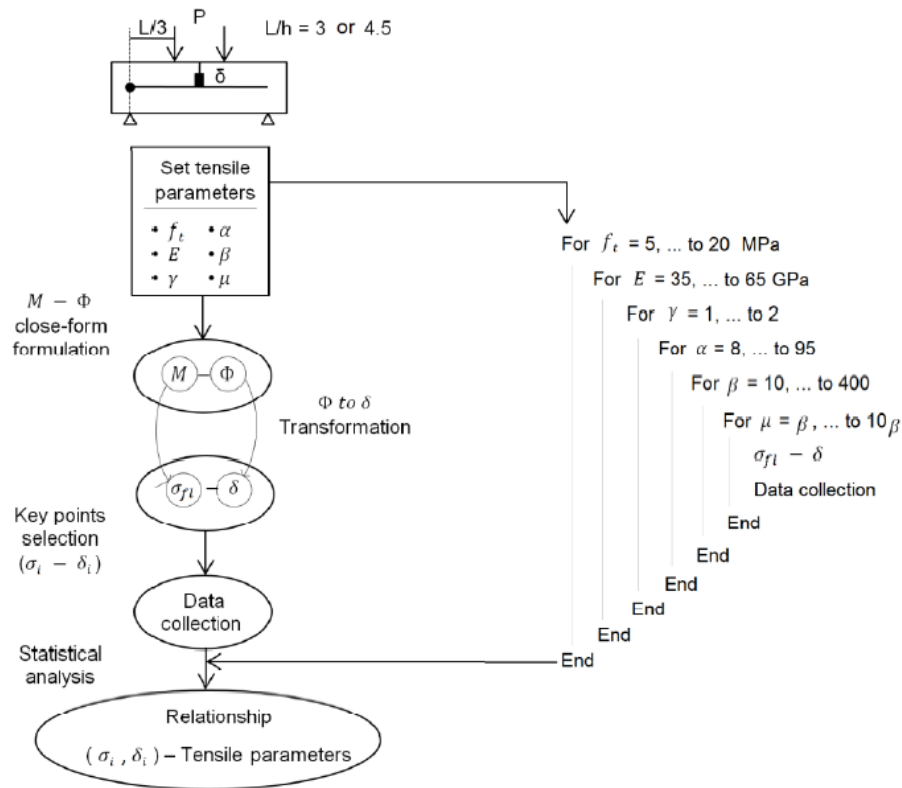 L/3
P
L/h = 3 or 4.5
δ
Set tensile
parameters
• f_t • α
• E • β
• γ • μ
M – Φ
close-form
formulation
M – Φ
Φ to δ
Transformation
σ_fl – δ
Key points
selection
(σ_i – δ_i)
Data
collection
Statistical
analysis
Relationship
(σ_i , δ_i) – Tensile parameters
For f_t = 5, ... to 20 MPa
For E = 35, ... to 65 GPa
For γ = 1, ... to 2
For α = 8, ... to 95
For β = 10, ... to 400
For μ = β , ... to 10β
σ_fl – δ
Data collection
End
End
End
End
End
End